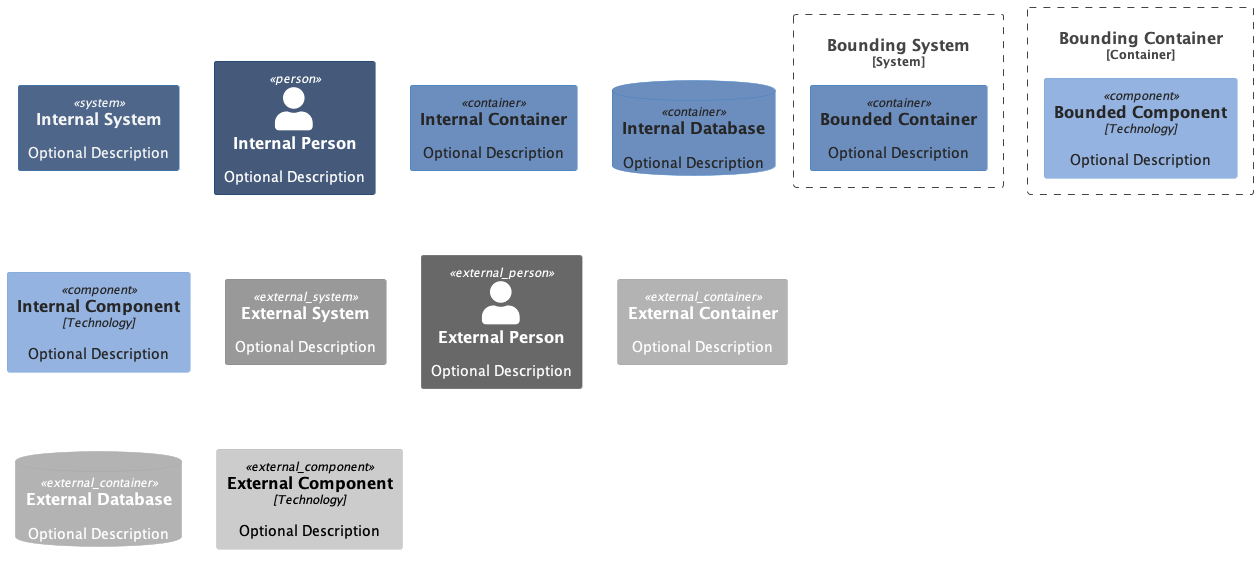 «system»
Internal System
Optional Description
«person»
Internal Person
Optional Description
«container»
Internal Container
Optional Description
«container»
Internal Database
Optional Description
Bounding System
[System]
«container»
Bounded Container
Optional Description
Bounding Container
[Container]
«component»
Bounded Component
[Technology]
Optional Description
«component»
Internal Component
[Technology]
Optional Description
«external_system»
External System
Optional Description
«external_person»
External Person
Optional Description
«external_container»
External Container
Optional Description
«external_container»
External Database
Optional Description
«external_component»
External Component
[Technology]
Optional Description